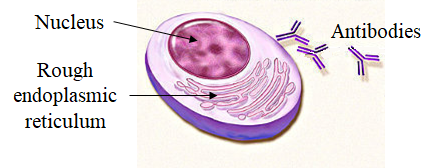 Nucleus
Antibodies
Rough
endoplasmic
reticulum